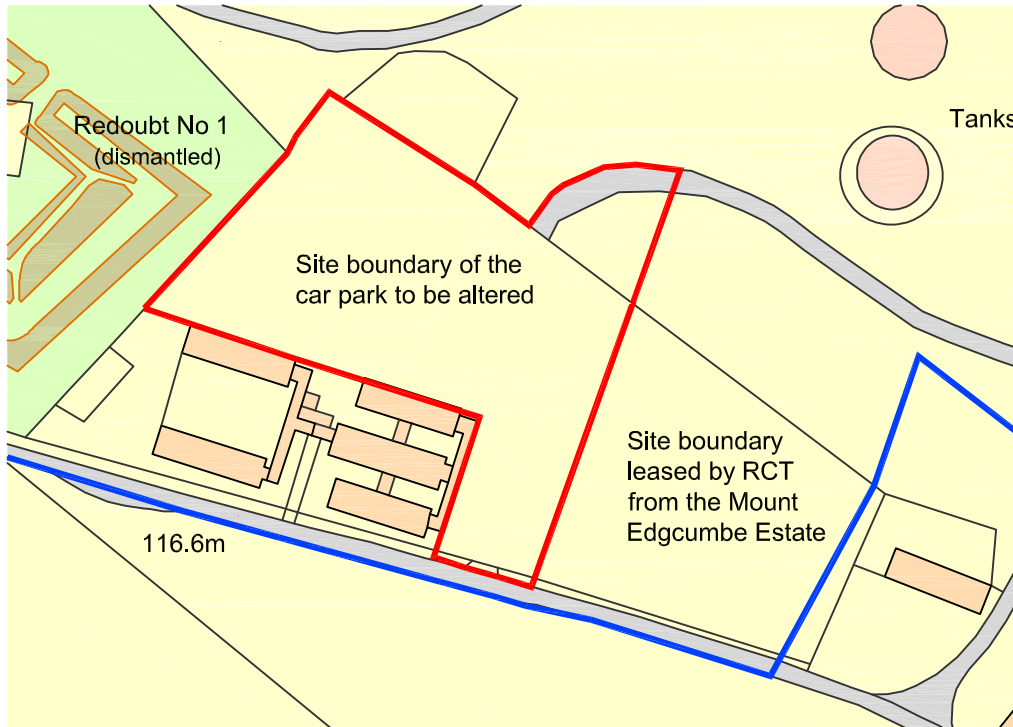 Redoubt No 1
(dismantled)
Tanks
Site boundary of the
car park to be altered
Site boundary
leased by RCT
from the Mount
Edgcumbe Estate
116.6m